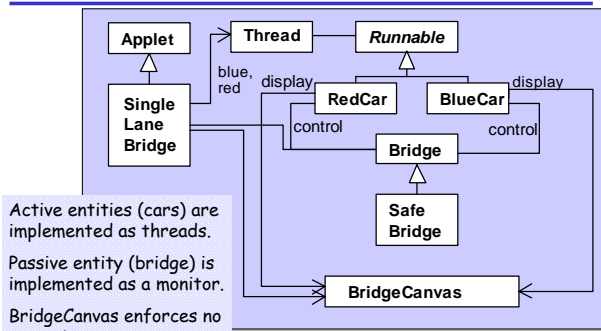 Applet
Thread
Runnable
blue,
red
display
display
RedCar
BlueCar
Single
Lane
Bridge
control
control
Bridge
Safe
Bridge
Active entities (cars) are
implemented as threads.
Passive entity (bridge) is
implemented as a monitor.
BridgeCanvas enforces no
BridgeCanvas